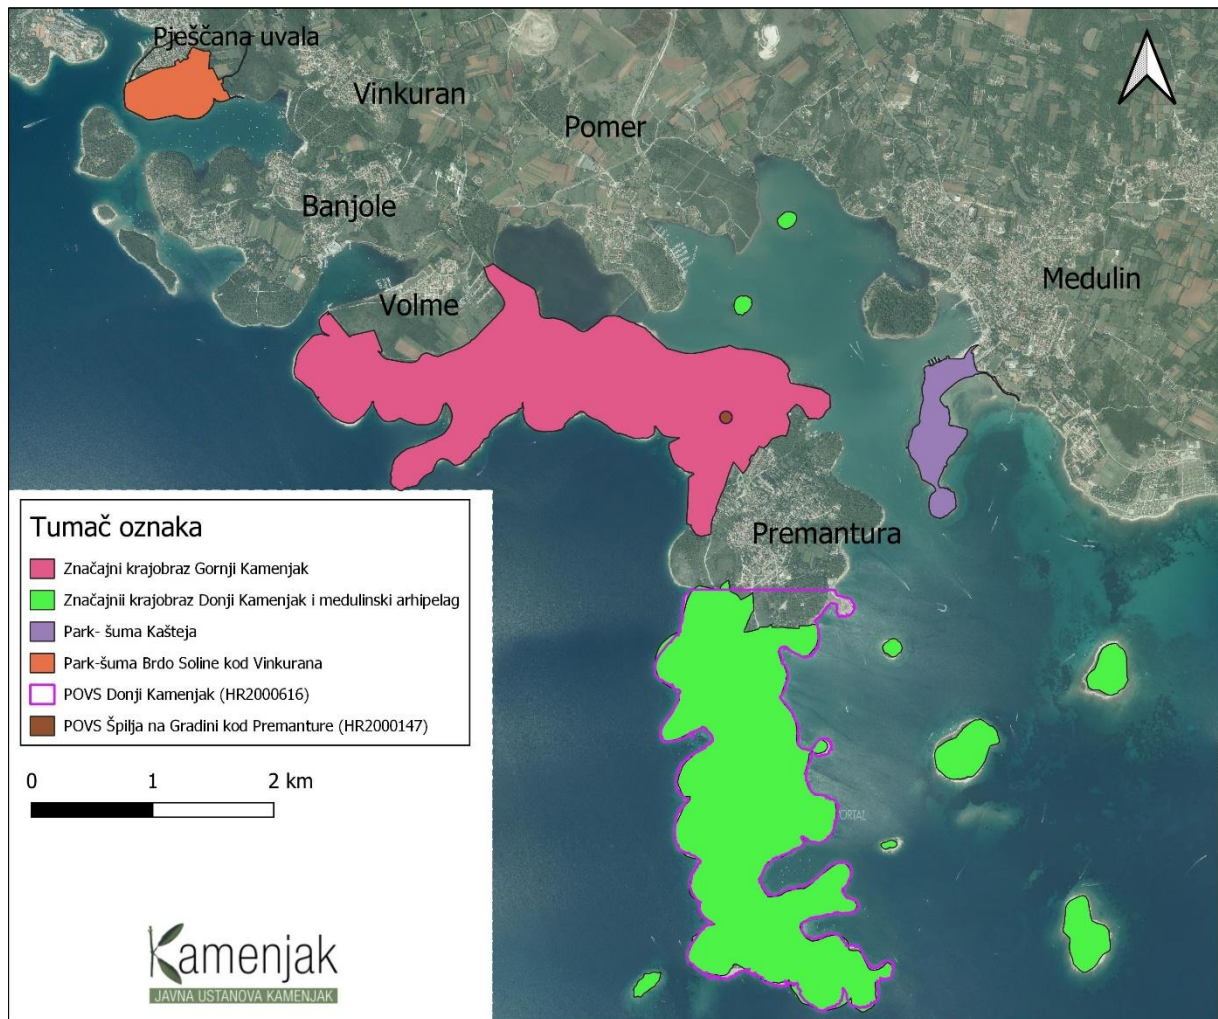 Pješčana uvala
Vinkuran
Pomer
Banjole
Medulin
Volme
Premantura
Tumač oznaka
Značajni krajobraz Gornji Kamenjak
Značajnii krajobraz Donji Kamenjak i medulinski arhipelag
Park- šuma Kašteja
Park-šuma Brdo Soline kod Vinkurana
POVS Donji Kamenjak (HR2000616)
POVS Špilja na Gradini kod Premanture (HR2000147)
0 1 2 km
Kamenjak
JAVNA USTANOVA KAMENJAK